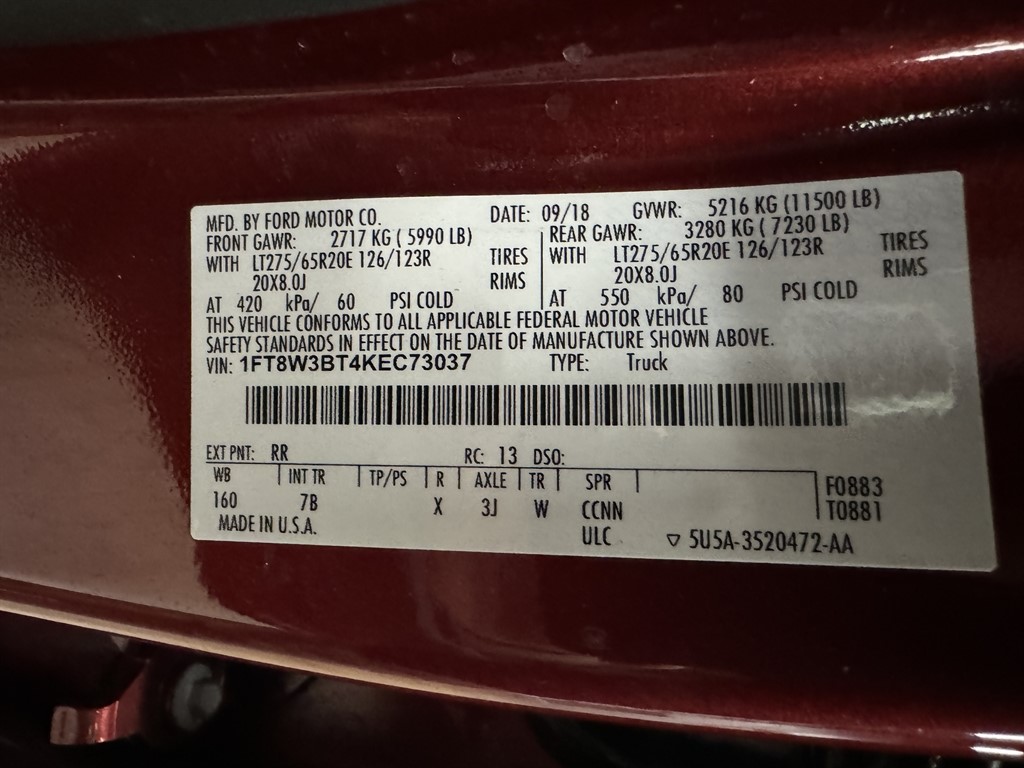 MFD. BY FORD MOTOR CO. DATE: 09/18 GVWR: 5216 KG (11500 LB)
FRONT GAWR: 2717 KG ( 5990 LB) REAR GAWR: 3280 KG ( 7230 LB)
WITH LT275/65R20E 126/123R TIRES WITH LT275/65R20E 126/123R TIRES
20X8.0J RIMS 20X8.0J RIMS
AT 420 kPa/ 60 PSI COLD AT 550 kPa/ 80 PSI COLD
THIS VEHICLE CONFORMS TO ALL APPLICABLE FEDERAL MOTOR VEHICLE
SAFETY STANDARDS IN EFFECT ON THE DATE OF MANUFACTURE SHOWN ABOVE.
VIN: 1FT8W3BT4KEC73037 TYPE: Truck
EXT PNT: RR RC: 13 DSO:
WB INT TR TP/PS R AXLE TR SPR F0883
160 7B X 3J W CCNN T0881
MADE IN U.S.A. ULC ▽ 5U5A-3520472-AA